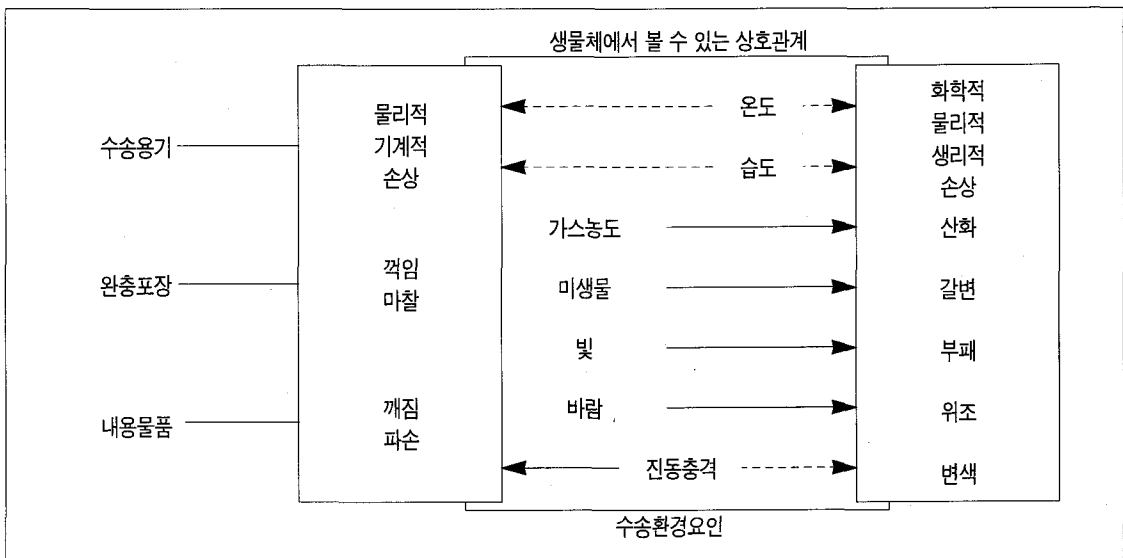 생물체에서 볼 수 있는 상호관계
수송용기
완충포장
내용물품
물리적
기계적
손상
꺽임
마찰
깨짐
파손
온도
습도
가스농도
미생물
빛
바람
진동충격
화학적
물리적
생리적
손상
산화
갈변
부패
위조
변색
수송환경요인